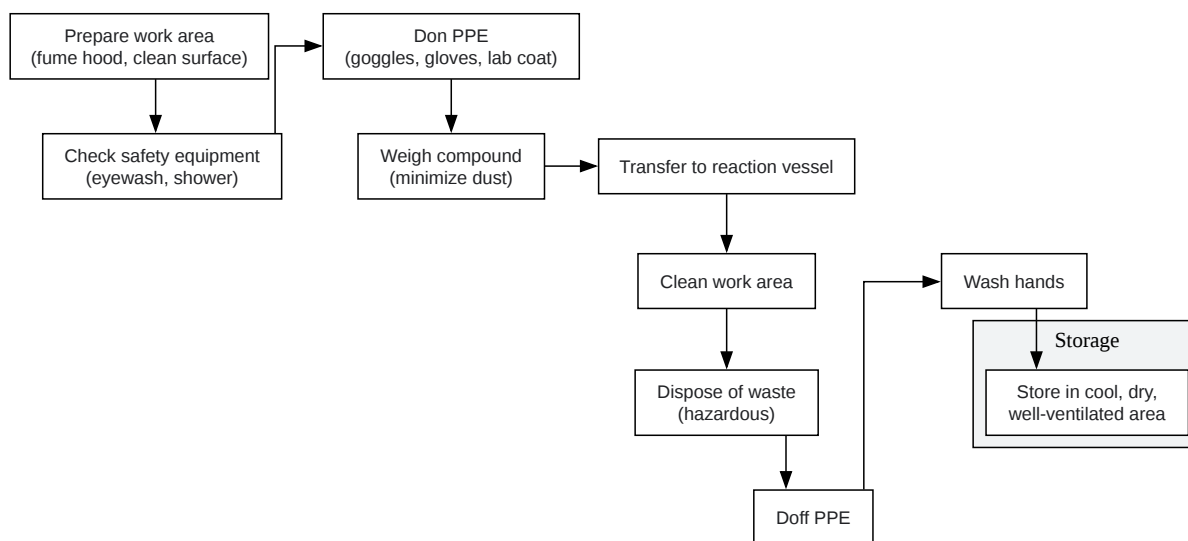 Prepare work area
(fume hood, clean surface)
Don PPE
(goggles, gloves, lab coat)
Check safety equipment
(eyewash, shower)
Weigh compound
(minimize dust)
Transfer to reaction vessel
Clean work area
Wash hands
Storage
Dispose of waste
(hazardous)
Store in cool, dry,
well-ventilated area
Doff PPE